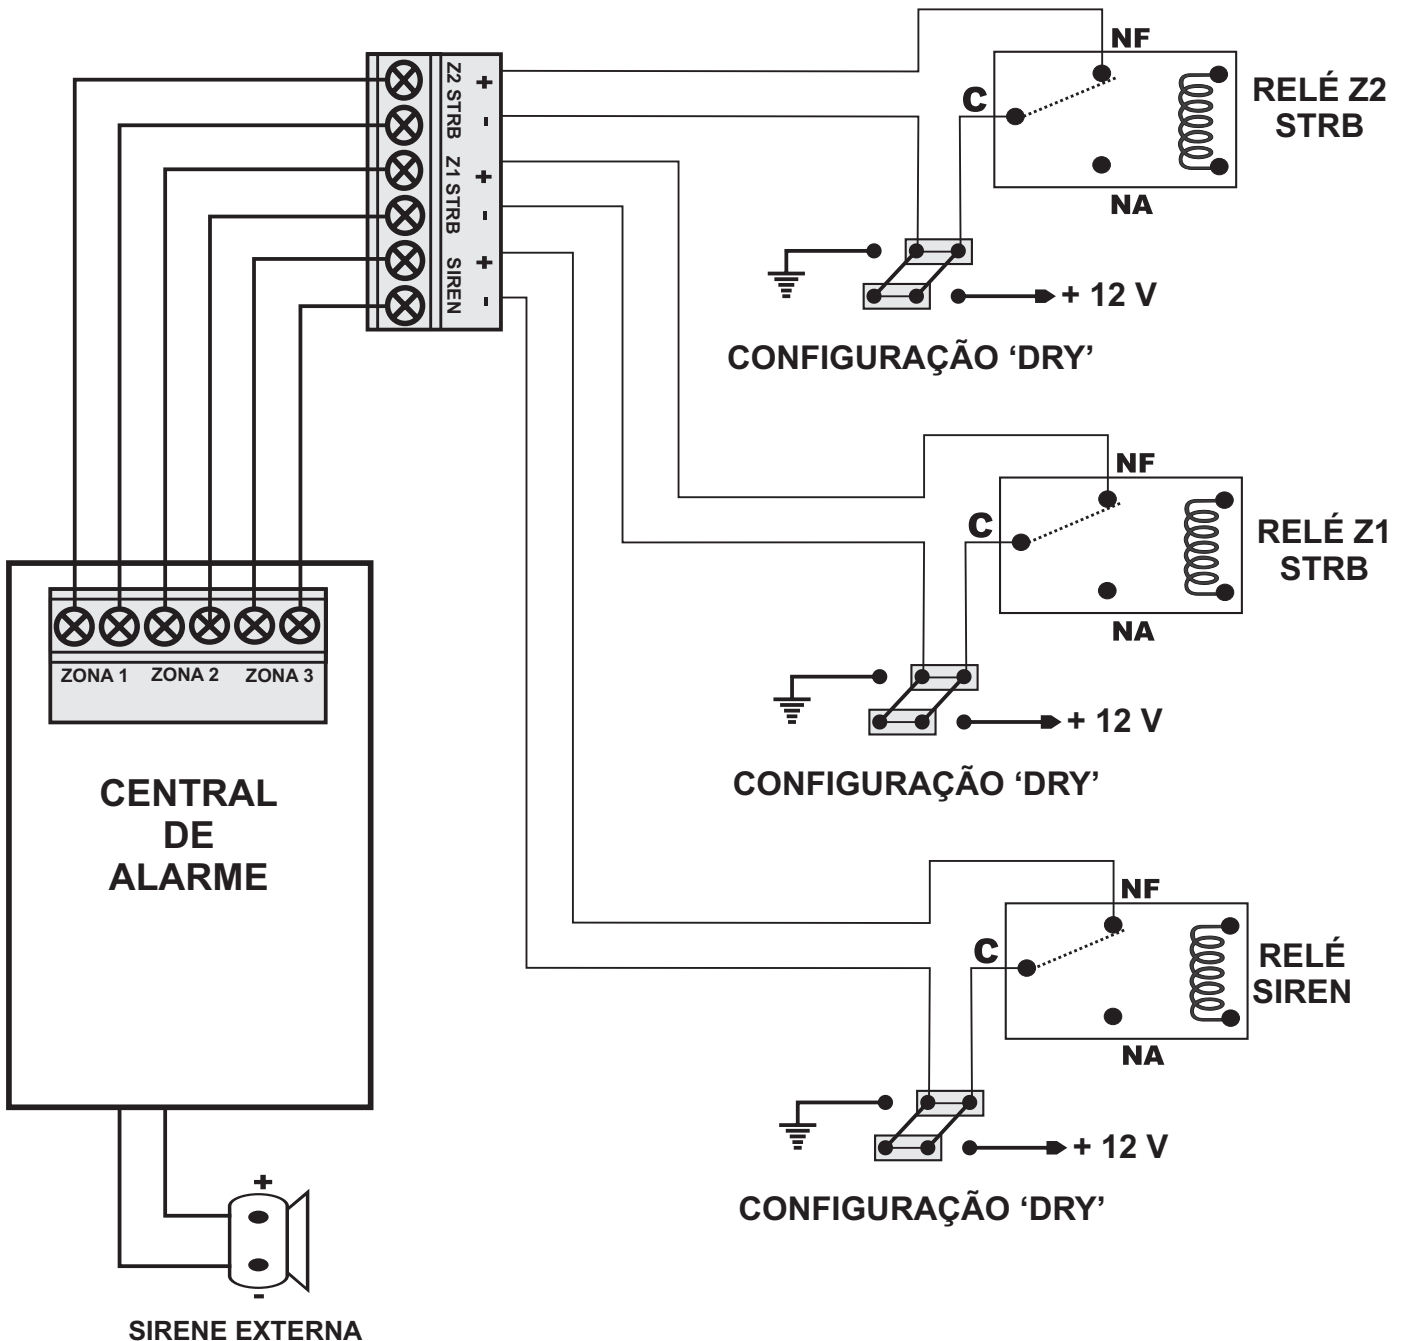 NF
C
NA
RELÉ Z2
STRB
Z2 STRB
+
-
Z1 STRB
+
-
SIREN
+
-
+ 12 V
CONFIGURAÇÃO ‘DRY’
NF
C
NA
RELÉ Z1
STRB
+ 12 V
CONFIGURAÇÃO ‘DRY’
ZONA 1
ZONA 2
ZONA 3
CENTRAL
DE
ALARME
NF
C
NA
RELÉ
SIREN
+ 12 V
CONFIGURAÇÃO ‘DRY’
+
-
SIRENE EXTERNA